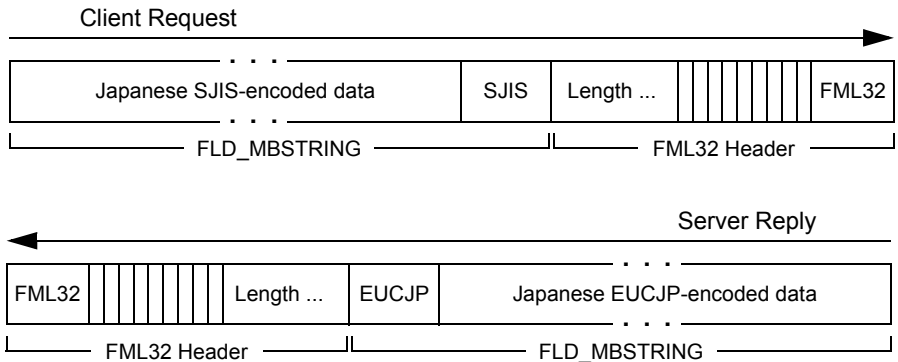 Client Request
Japanese SJIS-encoded data SJIS Length ... FML32
FLD_MBSTRING FML32 Header
Server Reply
FML32 Length ... EUCJP Japanese EUCJP-encoded data
FML32 Header FLD_MBSTRING